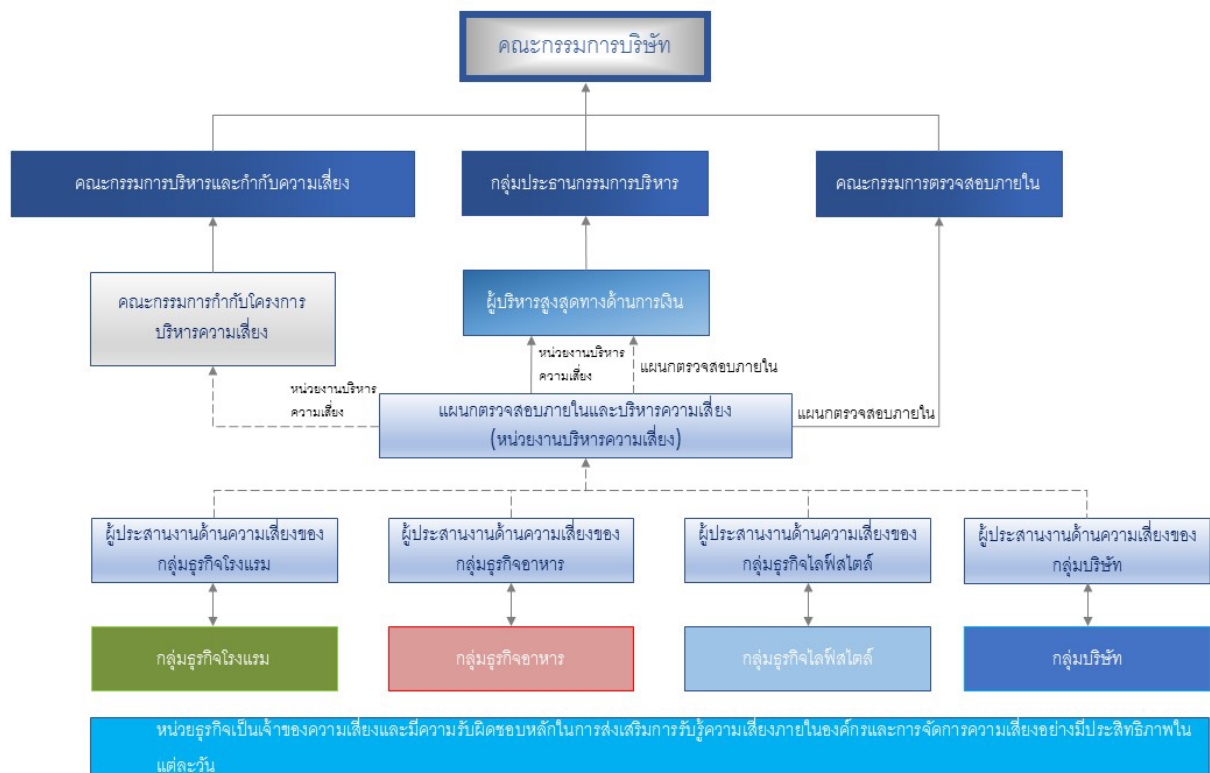 คณะกรรมการบริษัท
คณะกรรมการบริหารและกำกับความเสี่ยง
กลุ่มประธานกรรมการบริหาร
คณะกรรมการตรวจสอบภายใน
คณะกรรมการกำกับโครงการ
บริหารความเสี่ยง
ผู้บริหารสูงสุดทางด้านการเงิน
หน่วยงานบริหาร
ความเสี่ยง
แผนกตรวจสอบภายใน
หน่วยงานบริหาร
ความเสี่ยง
แผนกตรวจสอบภายในและบริหารความเสี่ยง
(หน่วยงานบริหารความเสี่ยง)
แผนกตรวจสอบภายใน
ผู้ประสานงานด้านความเสี่ยงของ
กลุ่มธุรกิจโรงแรม
ผู้ประสานงานด้านความเสี่ยงของ
กลุ่มธุรกิจอาหาร
ผู้ประสานงานด้านความเสี่ยงของ
กลุ่มธุรกิจไลฟ์สไตล์
ผู้ประสานงานด้านความเสี่ยงของ
กลุ่มบริษัท
กลุ่มธุรกิจโรงแรม
กลุ่มธุรกิจอาหาร
กลุ่มธุรกิจไลฟ์สไตล์
กลุ่มบริษัท
หน่วยธุรกิจเป็นเจ้าของความเสี่ยงและมีความรับผิดชอบหลักในการส่งเสริมการรับรู้ความเสี่ยงภายในองค์กรและการจัดการความเสี่ยงอย่างมีประสิทธิภาพใน
แต่ละวัน